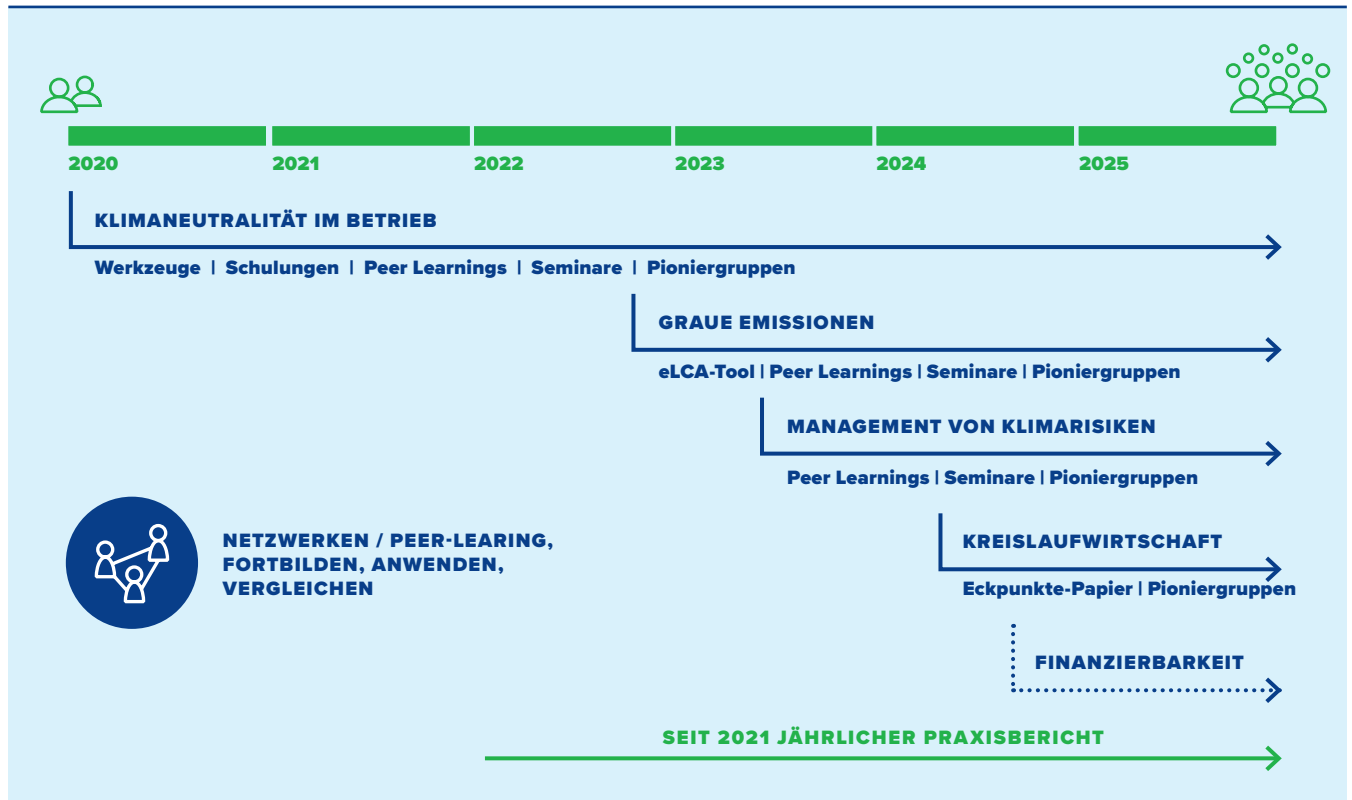 2020 2021 2022 2023 2024 2025
KLIMANEUTRALITÄT IM BETRIEB
Werkzeuge | Schulungen | Peer Learnings | Seminare | Pioniergruppen
GRAUE EMISSIONEN
eLCA-Tool | Peer Learnings | Seminare | Pioniergruppen
MANAGEMENT VON KLIMARISIKEN
Peer Learnings | Seminare | Pioniergruppen
NETZWERKEN / PEER-LEARING,
FORTBILDEN, ANWENDEN,
VERGLEICHEN
KREISLAUFWIRTSCHAFT
Eckpunkte-Papier | Pioniergruppen
FINANZIERBARKEIT
SEIT 2021 JÄHRLICHER PRAXISBERICHT